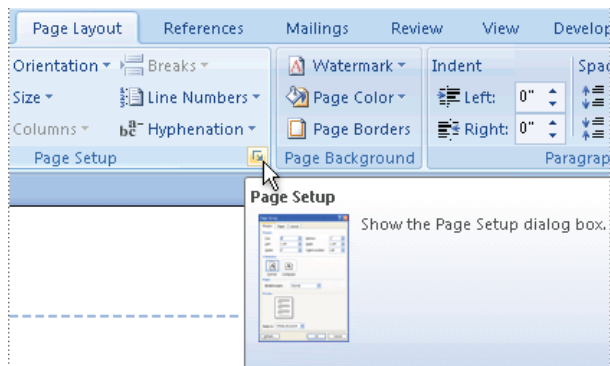 Page Layout References Mailings Review View Develop
Orientation Breaks Watermark Indent Spac
Size Line Numbers Page Color Left: 0"
Columns Hyphenation Page Borders Right: 0"
Page Setup Page Background Paragrap
Page Setup
Show the Page Setup dialog box.